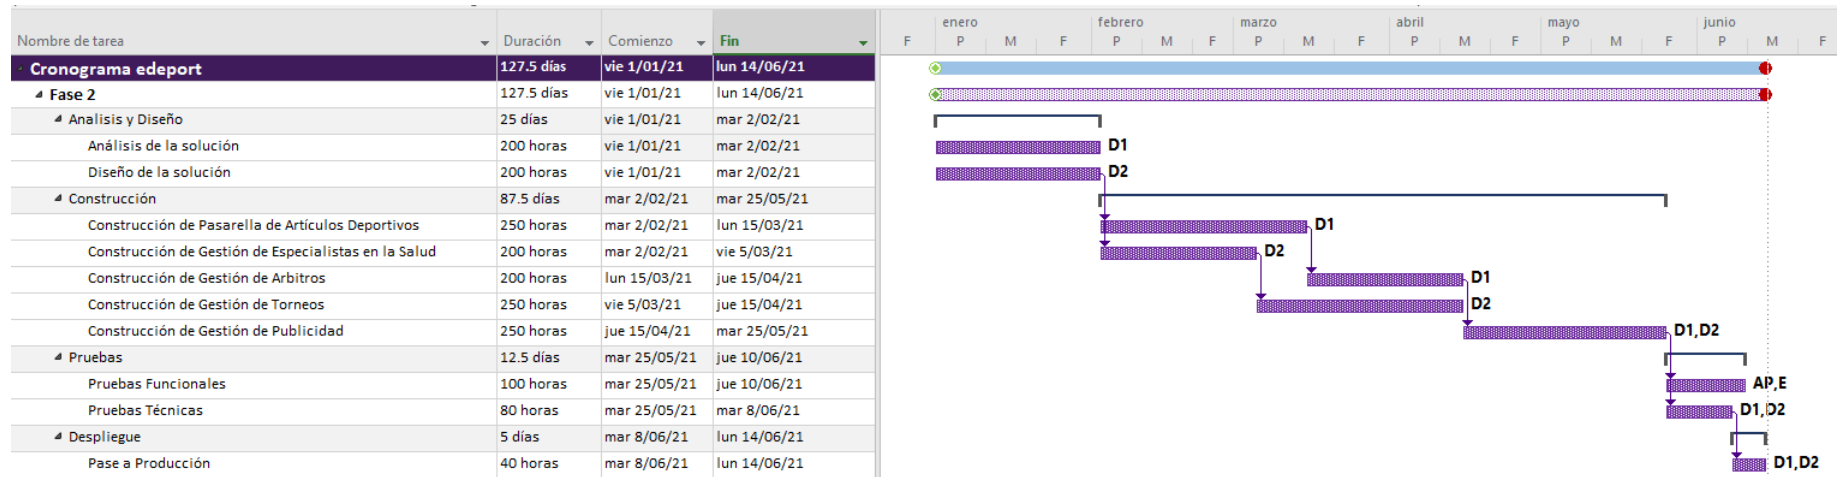 enero febrero marzo abril mayo junio
Nombre de tarea Duración Comienzo Fin F P M F P M F P M F P M F P M F P M F
Cronograma edeport 127.5 días vie 1/01/21 lun 14/06/21
Fase 2 127.5 días vie 1/01/21 lun 14/06/21
Analisis y Diseño 25 días vie 1/01/21 mar 2/02/21
Análisis de la solución 200 horas vie 1/01/21 mar 2/02/21 D1
Diseño de la solución 200 horas vie 1/01/21 mar 2/02/21 D2
Construcción 87.5 días mar 2/02/21 mar 25/05/21
Construcción de Pasarella de Artículos Deportivos 250 horas mar 2/02/21 lun 15/03/21 D1
Construcción de Gestión de Especialistas en la Salud 200 horas mar 2/02/21 vie 5/03/21 D2
Construcción de Gestión de Arbitros 200 horas lun 15/03/21 jue 15/04/21 D1
Construcción de Gestión de Torneos 250 horas vie 5/03/21 jue 15/04/21 D2
Construcción de Gestión de Publicidad 250 horas jue 15/04/21 mar 25/05/21 D1,D2
Pruebas 12.5 días mar 25/05/21 jue 10/06/21
Pruebas Funcionales 100 horas mar 25/05/21 jue 10/06/21 AP,E
Pruebas Técnicas 80 horas mar 25/05/21 mar 8/06/21 D1,D2
Despliegue 5 días mar 8/06/21 lun 14/06/21
Pase a Producción 40 horas mar 8/06/21 lun 14/06/21 D1,D2